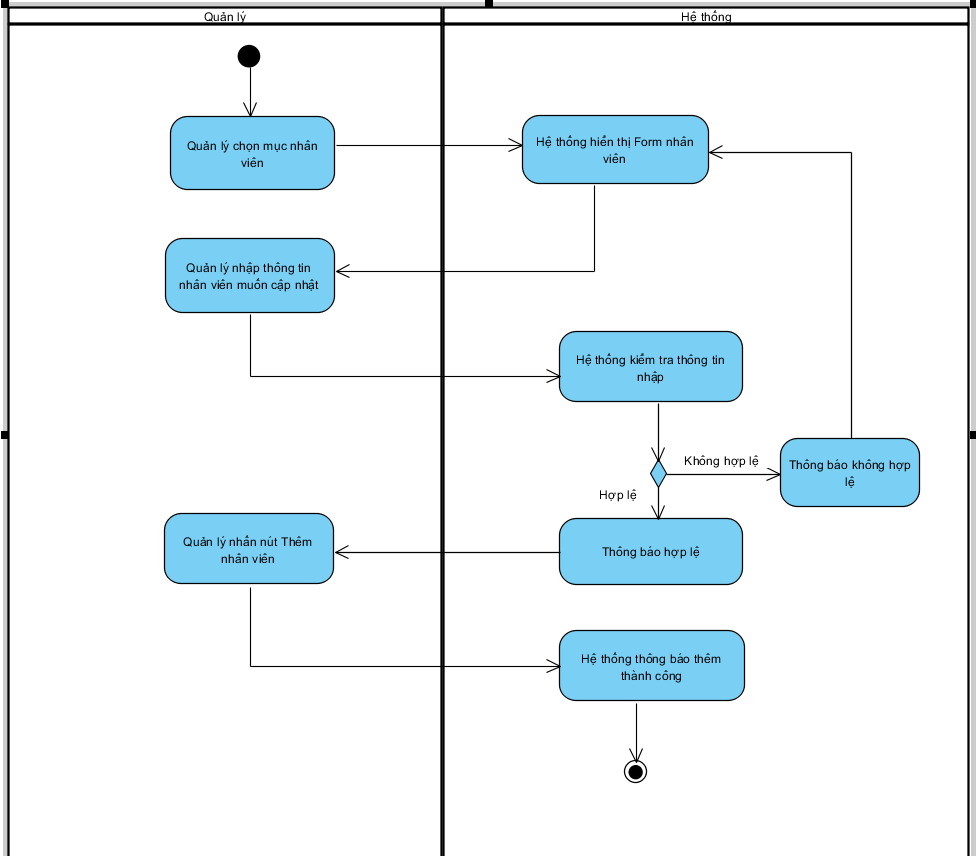 Quản lý
Hệ thống
Quản lý chọn mục nhân
viên
Hệ thống hiển thị Form nhân
viên
Quản lý nhập thông tin
nhân viên muốn cập nhật
Hệ thống kiểm tra thông tin
nhập
Không hợp lệ
Thông báo không hợp
lệ
Hợp lệ
Quản lý nhấn nút Thêm
nhân viên
Thông báo hợp lệ
Hệ thống thông báo thêm
thành công